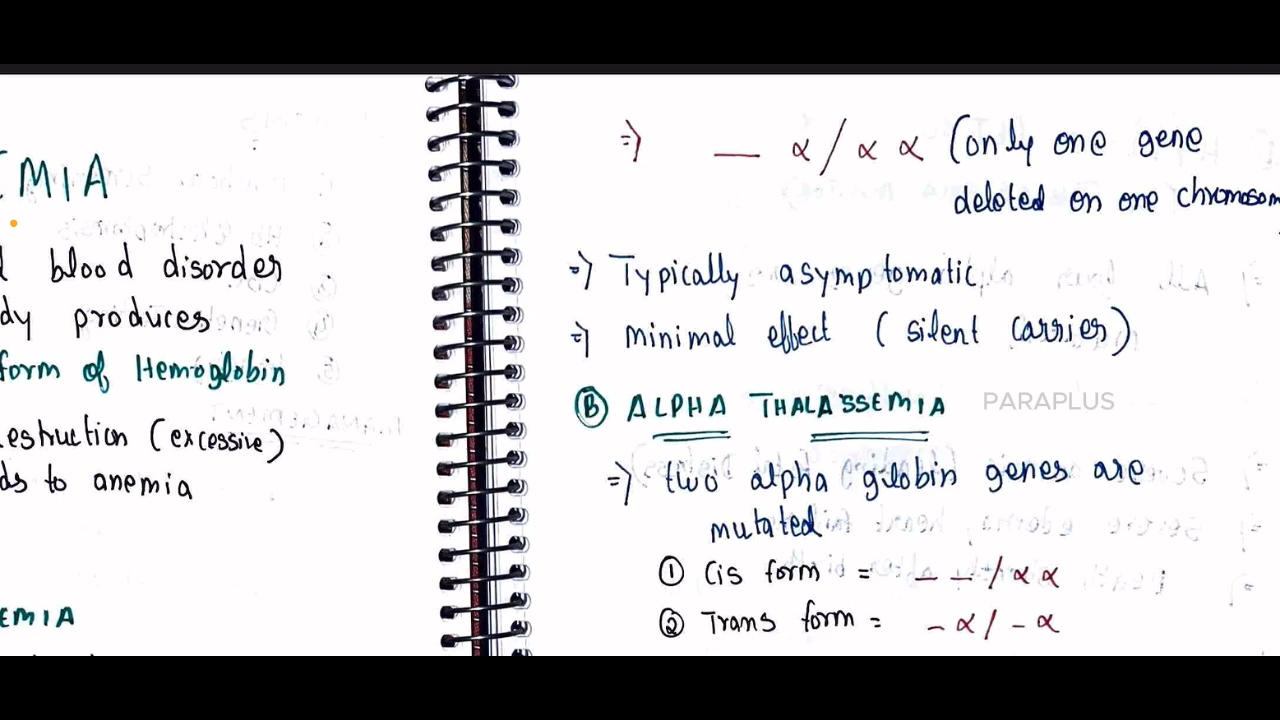 EMIA
blood disorder
dy produces
form of Hemoglobin
estruction (excessive)
ds to anemia
EMIA
=> — α / α α (only one gene
deleted on one chromosom
=> Typically asymptomatic
=> minimal effect (silent carrier)
Ⓑ ALPHA THALASSEMIA
PARAPLUS
=> two alpha globin genes are
mutated
① Cis form = – – / α α
② Trans form = – α / – α